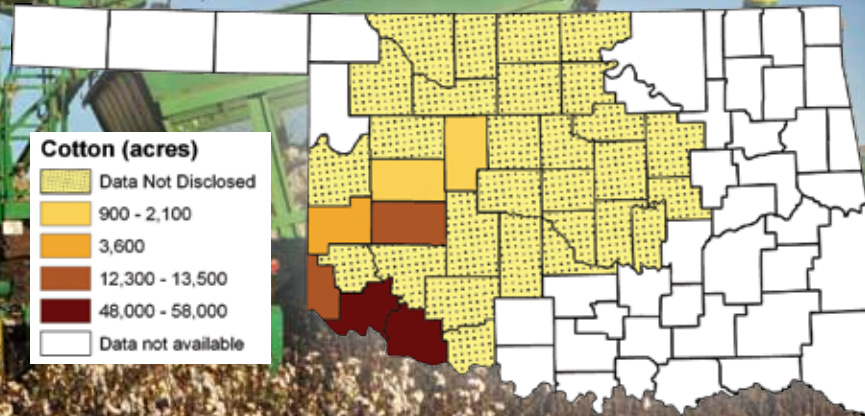 Cotton (acres)
Data Not Disclosed
900 - 2,100
3,600
12,300 - 13,500
48,000 - 58,000
Data not available